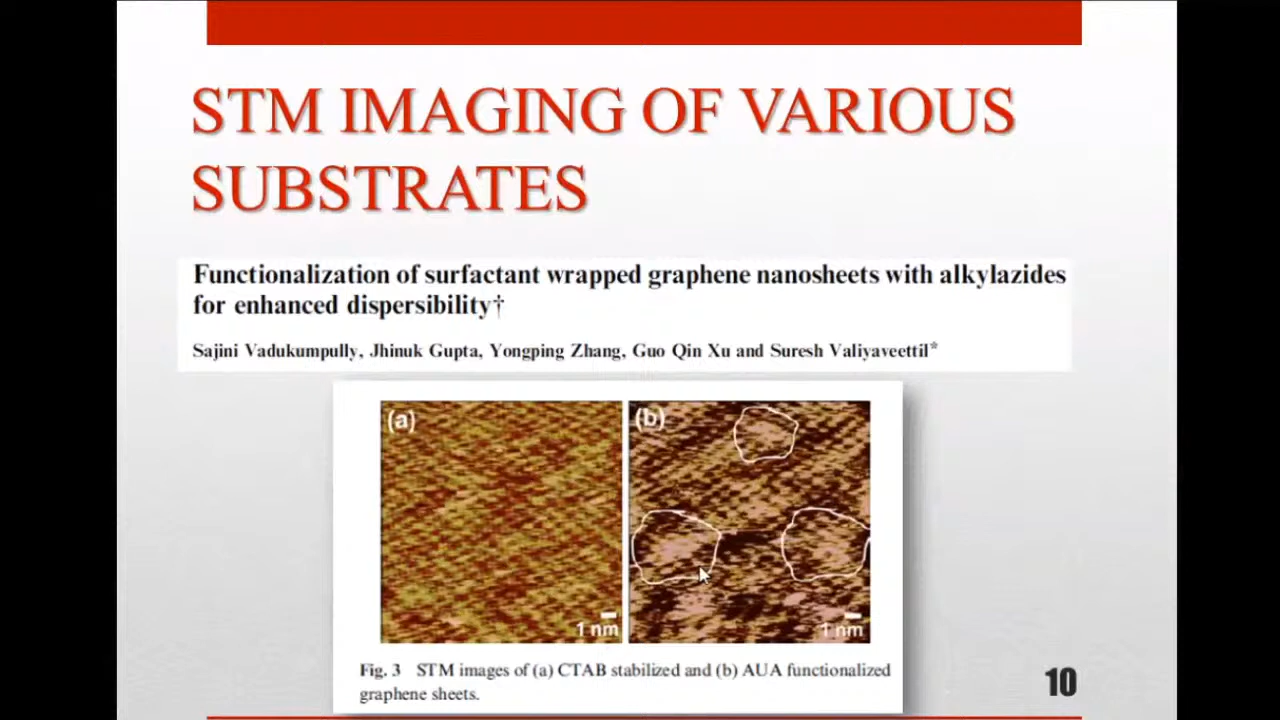 STM IMAGING OF VARIOUS
SUBSTRATES
Functionalization of surfactant wrapped graphene nanosheets with alkylazides
for enhanced dispersibility†
Sajini Vadukumpully, Jhinuk Gupta, Yongping Zhang, Guo Qin Xu and Suresh Valiyaveettil*
(a) (b)
1 nm 1 nm
Fig. 3 STM images of (a) CTAB stabilized and (b) AUA functionalized
graphene sheets.
10